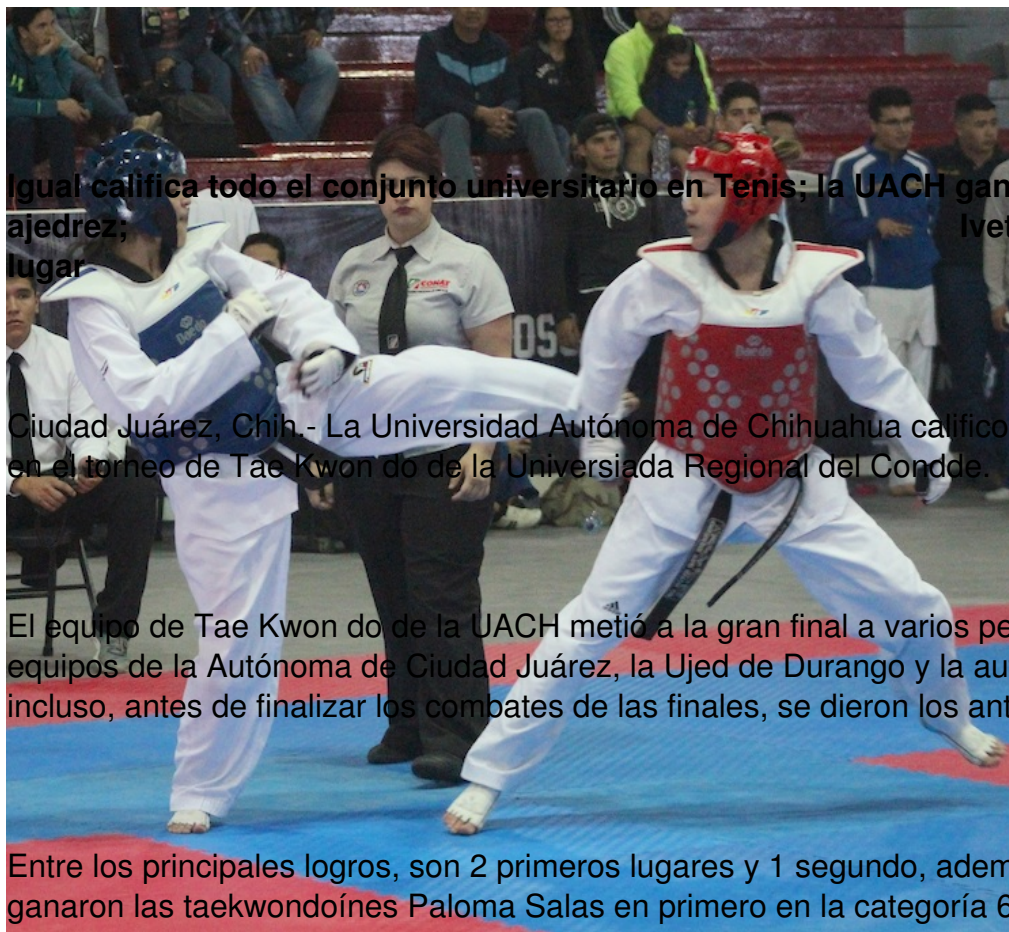 Igual califica todo el conjunto universitario en Tenis; la UACH gan
ajedrez; Ivet
lugar
Ciudad Juárez, Chih.- La Universidad Autónoma de Chihuahua califico
en el torneo de Tae Kwon do de la Universiada Regional del Condde.
El equipo de Tae Kwon do de la UACH metió a la gran final a varios pe
equipos de la Autónoma de Ciudad Juárez, la Ujed de Durango y la au
incluso, antes de finalizar los combates de las finales, se dieron los ant
Entre los principales logros, son 2 primeros lugares y 1 segundo, adem
ganaron las taekwondoínes Paloma Salas en primero en la categoría 6